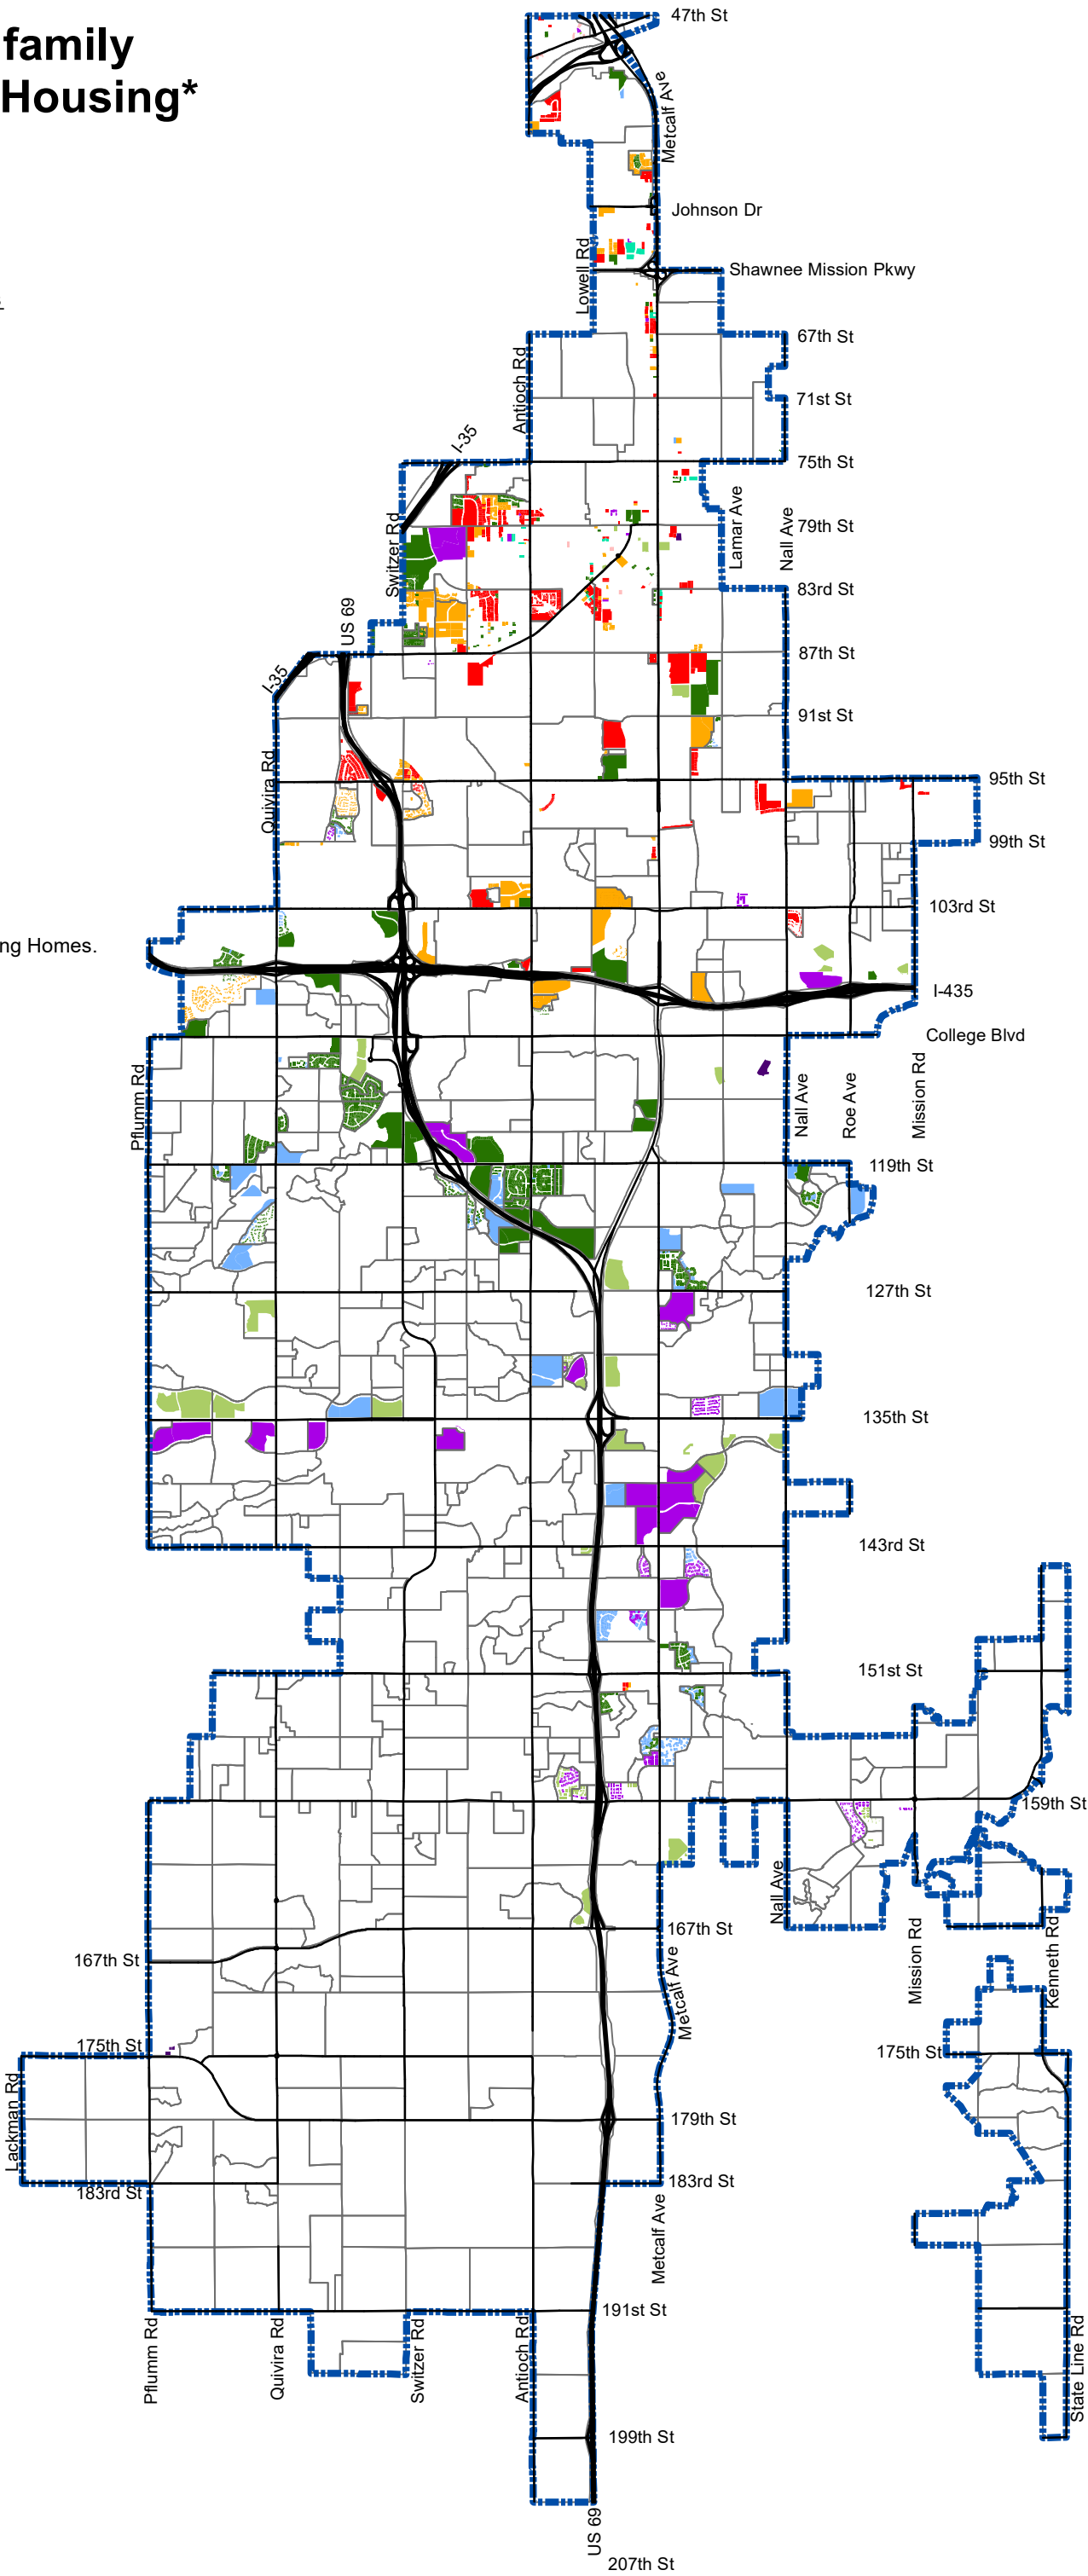 family
Housing*
47th St
Metcalf Ave
Johnson Dr
Lowell Rd
Shawnee Mission Pkwy
67th St
Antioch Rd
71st St
I-35
75th St
Switzer Rd
Lamar Ave
Nall Ave
79th St
83rd St
US 69
87th St
I-35
91st St
Quivira Rd
95th St
99th St
103rd St
ng Homes.
I-435
College Blvd
Pflumm Rd
Nall Ave
Roe Ave
Mission Rd
119th St
127th St
135th St
143rd St
151st St
159th St
Nall Ave
167th St
Mission Rd
Kenneth Rd
167th St
Metcalf Ave
175th St
175th St
Lackman Rd
179th St
183rd St
183rd St
Metcalf Ave
191st St
Pflumm Rd
Quivira Rd
Switzer Rd
Antioch Rd
State Line Rd
199th St
US 69
207th St